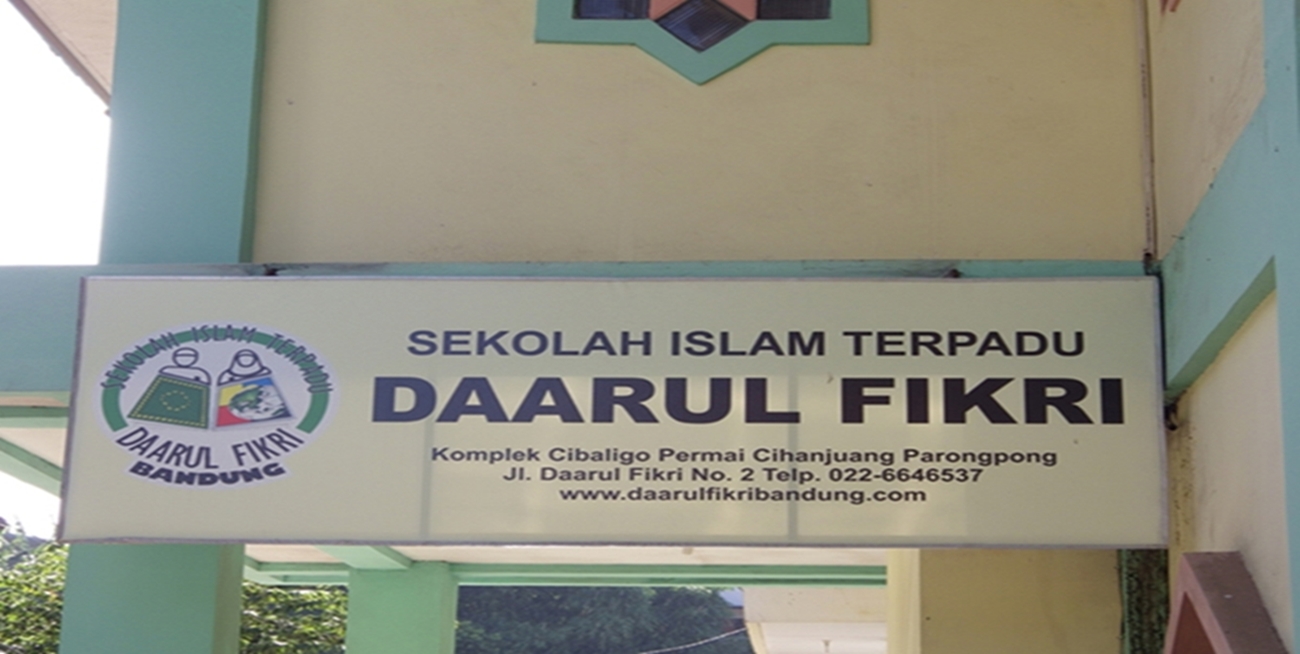 SEKOLAH ISLAM TERPADU
DAARUL FIKRI
BANDUNG
SEKOLAH ISLAM TERPADU
DAARUL FIKRI
Komplek Cibaligo Permai Cihanjuang Parongpong
Jl. Daarul Fikri No. 2 Telp. 022-6646537
www.daarulfikribandung.com